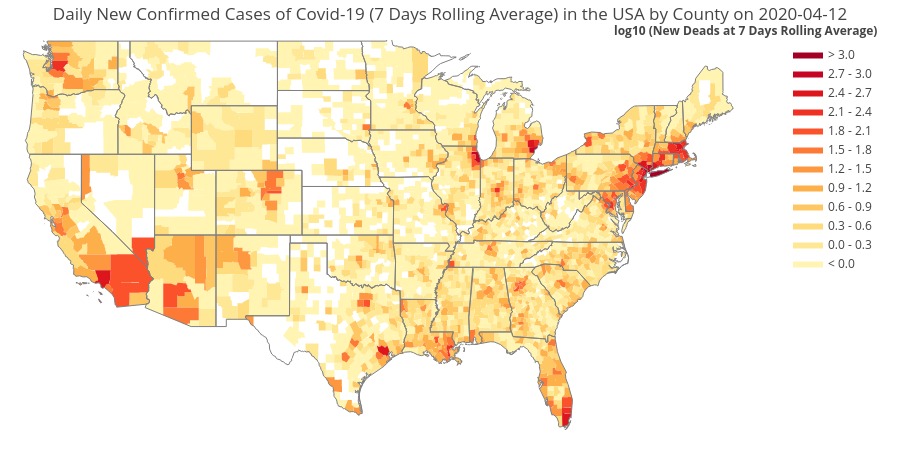 Daily New Confirmed Cases of Covid-19 (7 Days Rolling Average) in the USA by County on 2020-04-12
log10 (New Deads at 7 Days Rolling Average)
> 3.0
2.7 - 3.0
2.4 - 2.7
2.1 - 2.4
1.8 - 2.1
1.5 - 1.8
1.2 - 1.5
0.9 - 1.2
0.6 - 0.9
0.3 - 0.6
0.0 - 0.3
< 0.0